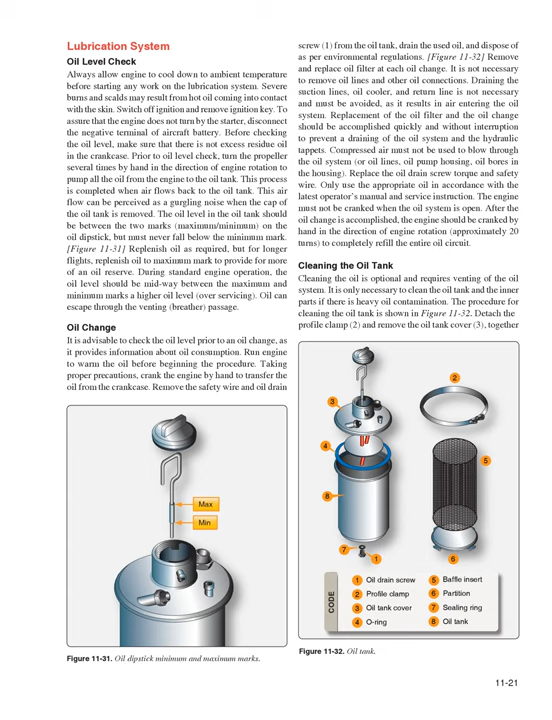 Lubrication System
Oil Level Check
Always allow engine to cool down to ambient temperature
before starting any work on the lubrication system. Severe
burns and scalds may result from hot oil coming into contact
with the skin. Switch off ignition and remove ignition key. To
assure that the engine does not turn by the starter, disconnect
the negative terminal of aircraft battery. Before checking
the oil level, make sure that there is not excess residue oil
in the crankcase. Prior to oil level check, turn the propeller
several times by hand in the direction of engine rotation to
pump all the oil from the engine to the oil tank. This process
is completed when air flows back to the oil tank. This air
flow can be perceived as a gurgling noise when the cap of
the oil tank is removed. The oil level in the oil tank should
be between the two marks (maximum/minimum) on the
oil dipstick, but must never fall below the minimum mark.
[Figure 11-31] Replenish oil as required, but for longer
flights, replenish oil to maximum mark to provide for more
of an oil reserve. During standard engine operation, the
oil level should be mid-way between the maximum and
minimum marks a higher oil level (over servicing). Oil can
escape through the venting (breather) passage.
Oil Change
It is advisable to check the oil level prior to an oil change, as
it provides information about oil consumption. Run engine
to warm the oil before beginning the procedure. Taking
proper precautions, crank the engine by hand to transfer the
oil from the crankcase. Remove the safety wire and oil drain
Max
Min
Figure 11-31. Oil dipstick minimum and maximum marks.
screw (1) from the oil tank, drain the used oil, and dispose of
as per environmental regulations. [Figure 11-32] Remove
and replace oil filter at each oil change. It is not necessary
to remove oil lines and other oil connections. Draining the
suction lines, oil cooler, and return line is not necessary
and must be avoided, as it results in air entering the oil
system. Replacement of the oil filter and the oil change
should be accomplished quickly and without interruption
to prevent a draining of the oil system and the hydraulic
tappets. Compressed air must not be used to blow through
the oil system (or oil lines, oil pump housing, oil bores in
the housing). Replace the oil drain screw torque and safety
wire. Only use the appropriate oil in accordance with the
latest operator's manual and service instruction. The engine
must not be cranked when the oil system is open. After the
oil change is accomplished, the engine should be cranked by
hand in the direction of engine rotation (approximately 20
turns) to completely refill the entire oil circuit.
Cleaning the Oil Tank
Cleaning the oil tank is optional and requires venting of the oil
system. It is only necessary to clean the oil tank and the inner
parts if there is heavy oil contamination. The procedure for
cleaning the oil tank is shown in Figure 11-32. Detach the
profile clamp (2) and remove the oil tank cover (3), together
2
3
4
5
8
7
1
6
CODE
1 Oil drain screw
2 Profile clamp
3 Oil tank cover
4 O-ring
5 Baffle insert
6 Partition
7 Sealing ring
8 Oil tank
Figure 11-32. Oil tank.
11-21